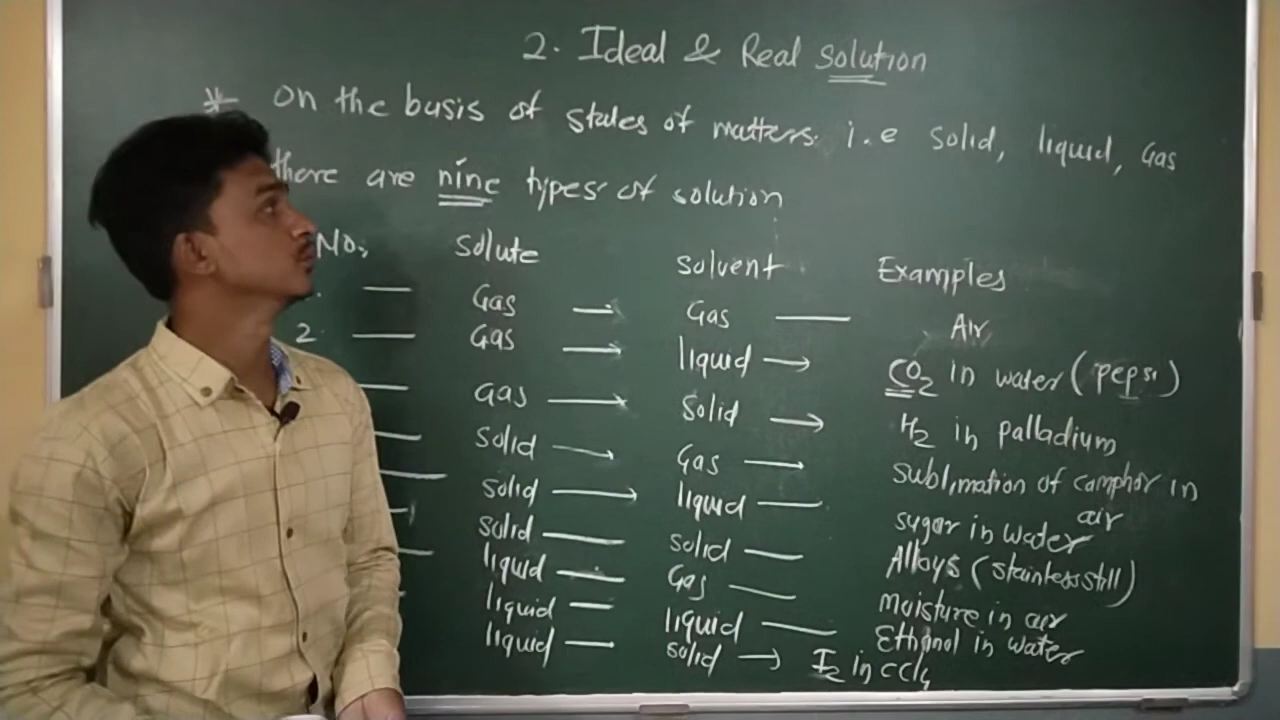 2. Ideal & Real solution
* on the basis of states of matters. i.e solid, liquid, Gas
there are nine types of solution
No. Solute solvent Examples
Gas → Gas — Air
2. — Gas → liquid → CO2 in water (pepsi)
— Gas → solid → H2 in palladium
— solid → Gas → sublimation of camphor in air
— solid → liquid — sugar in water
— solid — solid — Alloys (stainless still)
— liquid — Gas — Moisture in air
liquid — liquid — Ethanol in water
liquid — solid → I2 in CCl4